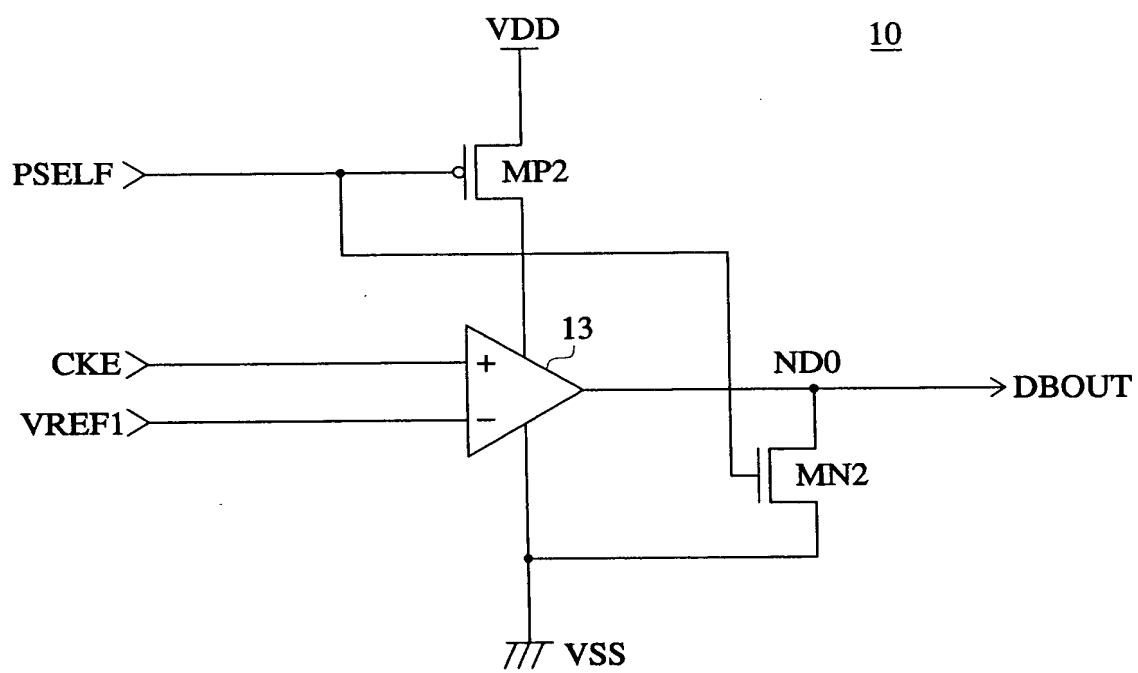 VDD
10
PSELF
MP2
13
CKE
+
ND0
DBOUT
VREF1
−
MN2
VSS